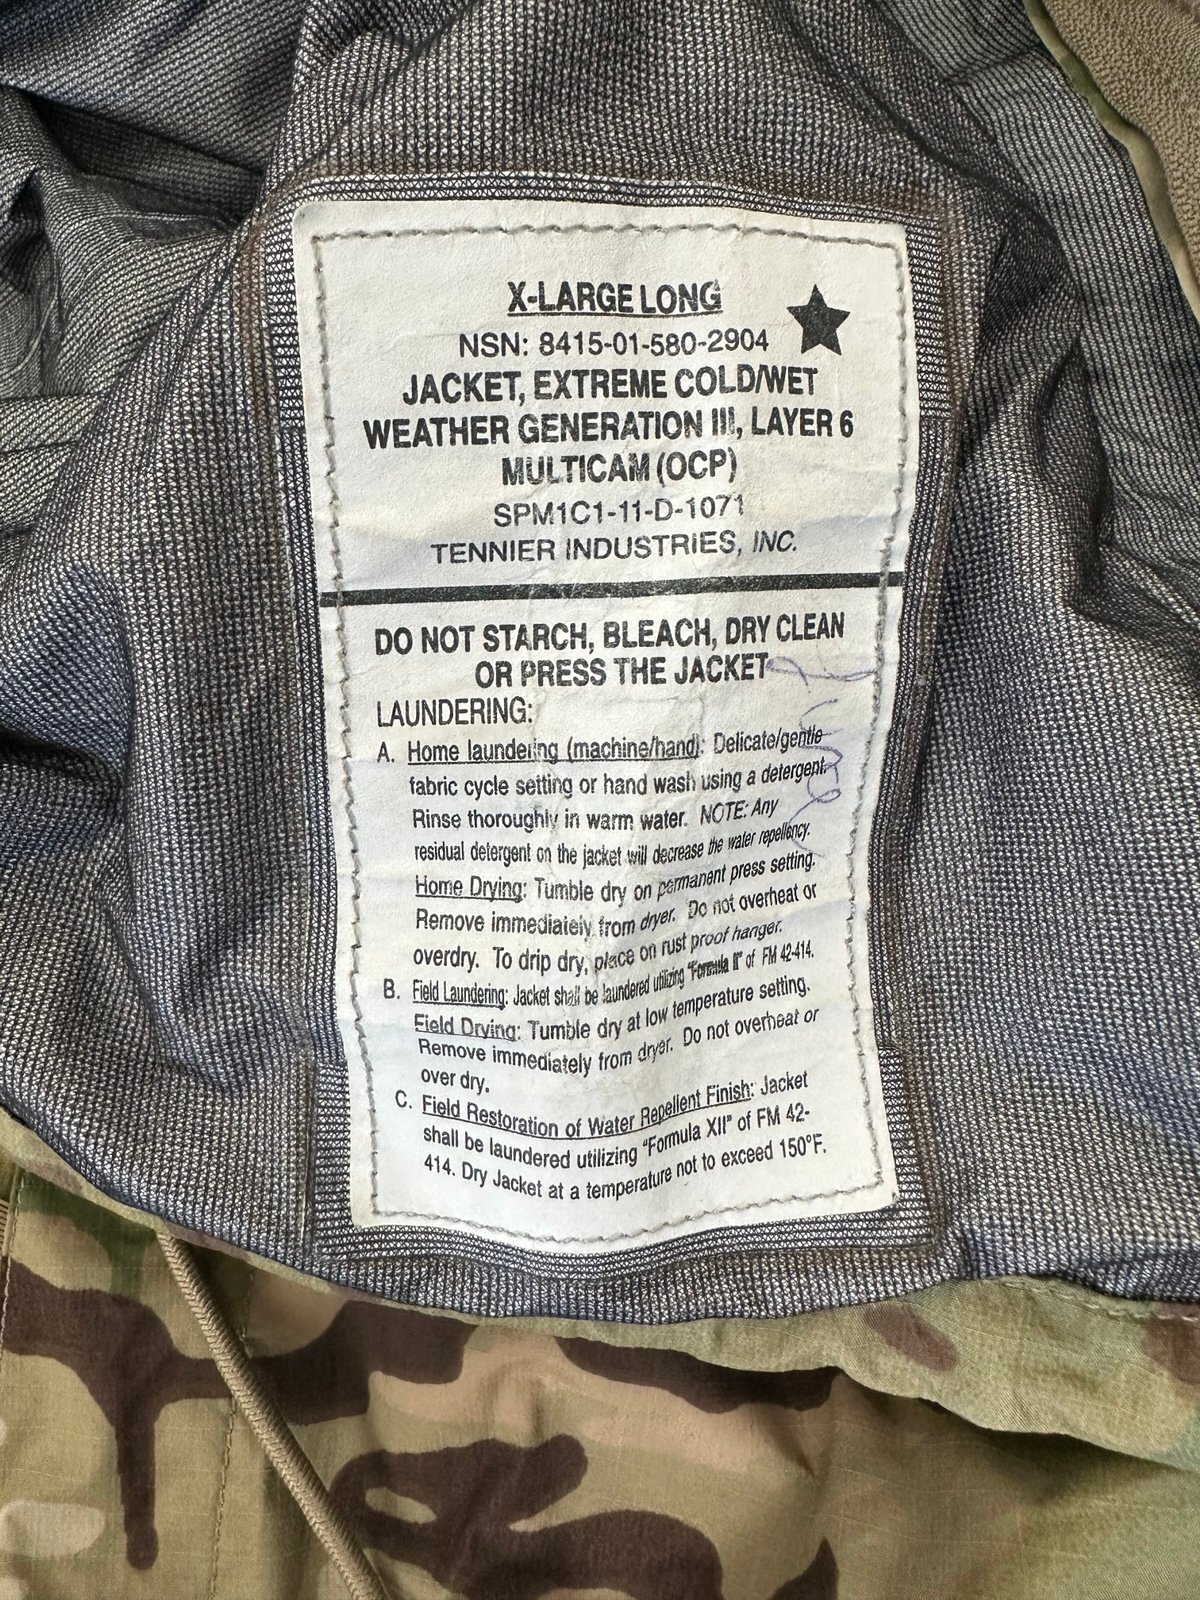 X-LARGE LONG
NSN: 8415-01-580-2904
JACKET, EXTREME COLD/WET
WEATHER GENERATION III, LAYER 6
MULTICAM (OCP)
SPM1C1-11-D-1071
TENNIER INDUSTRIES, INC.
DO NOT STARCH, BLEACH, DRY CLEAN
OR PRESS THE JACKET
LAUNDERING:
A. Home laundering (machine/hand): Delicate/gentle
fabric cycle setting or hand wash using a detergent.
Rinse thoroughly in warm water. NOTE: Any
residual detergent on the jacket will decrease the water repellency.
Home Drying: Tumble dry on permanent press setting.
Remove immediately from dryer. Do not overheat or
overdry. To drip dry, place on rust proof hanger.
B. Field Laundering: Jacket shall be laundered utilizing "Formula II" of FM 42-414.
Field Drying: Tumble dry at low temperature setting.
Remove immediately from dryer. Do not overheat or
over dry.
C. Field Restoration of Water Repellent Finish: Jacket
shall be laundered utilizing "Formula XII" of FM 42-
414. Dry Jacket at a temperature not to exceed 150°F.